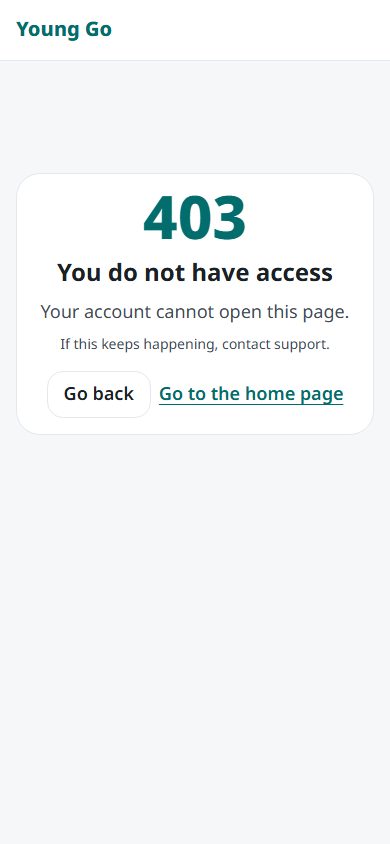 Young Go
403
You do not have access
Your account cannot open this page.
If this keeps happening, contact support.
Go back
Go to the home page